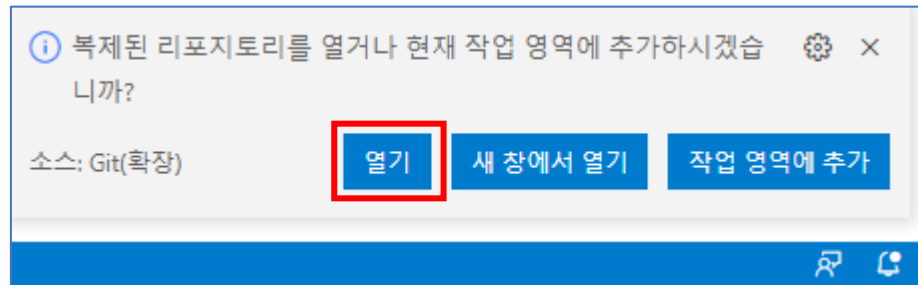 복제된 리포지토리를 열거나 현재 작업 영역에 추가하시겠습
니까?
소스: Git(확장) 열기 새 창에서 열기 작업 영역에 추가